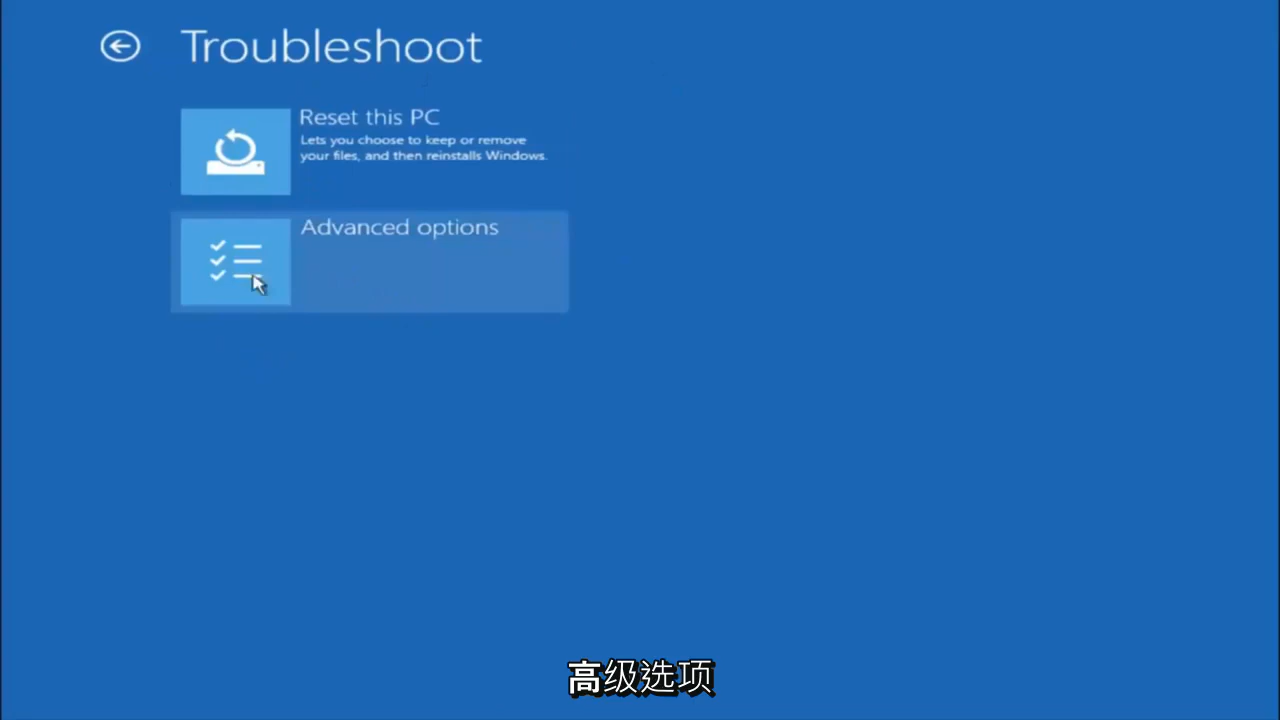 Troubleshoot
Reset this PC
Lets you choose to keep or remove
your files, and then reinstalls Windows.
Advanced options
高级选项